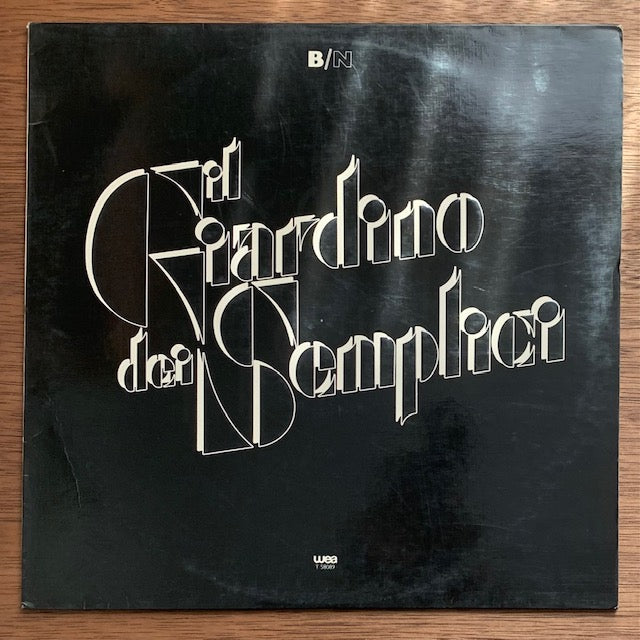 B/N
il
Giardino
dei Semplici
wea
T 58089